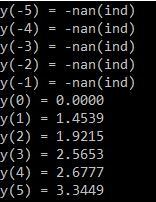 y(-5) = -nan(ind)
y(-4) = -nan(ind)
y(-3) = -nan(ind)
y(-2) = -nan(ind)
y(-1) = -nan(ind)
y(0) = 0.0000
y(1) = 1.4539
y(2) = 1.9215
y(3) = 2.5653
y(4) = 2.6777
y(5) = 3.3449